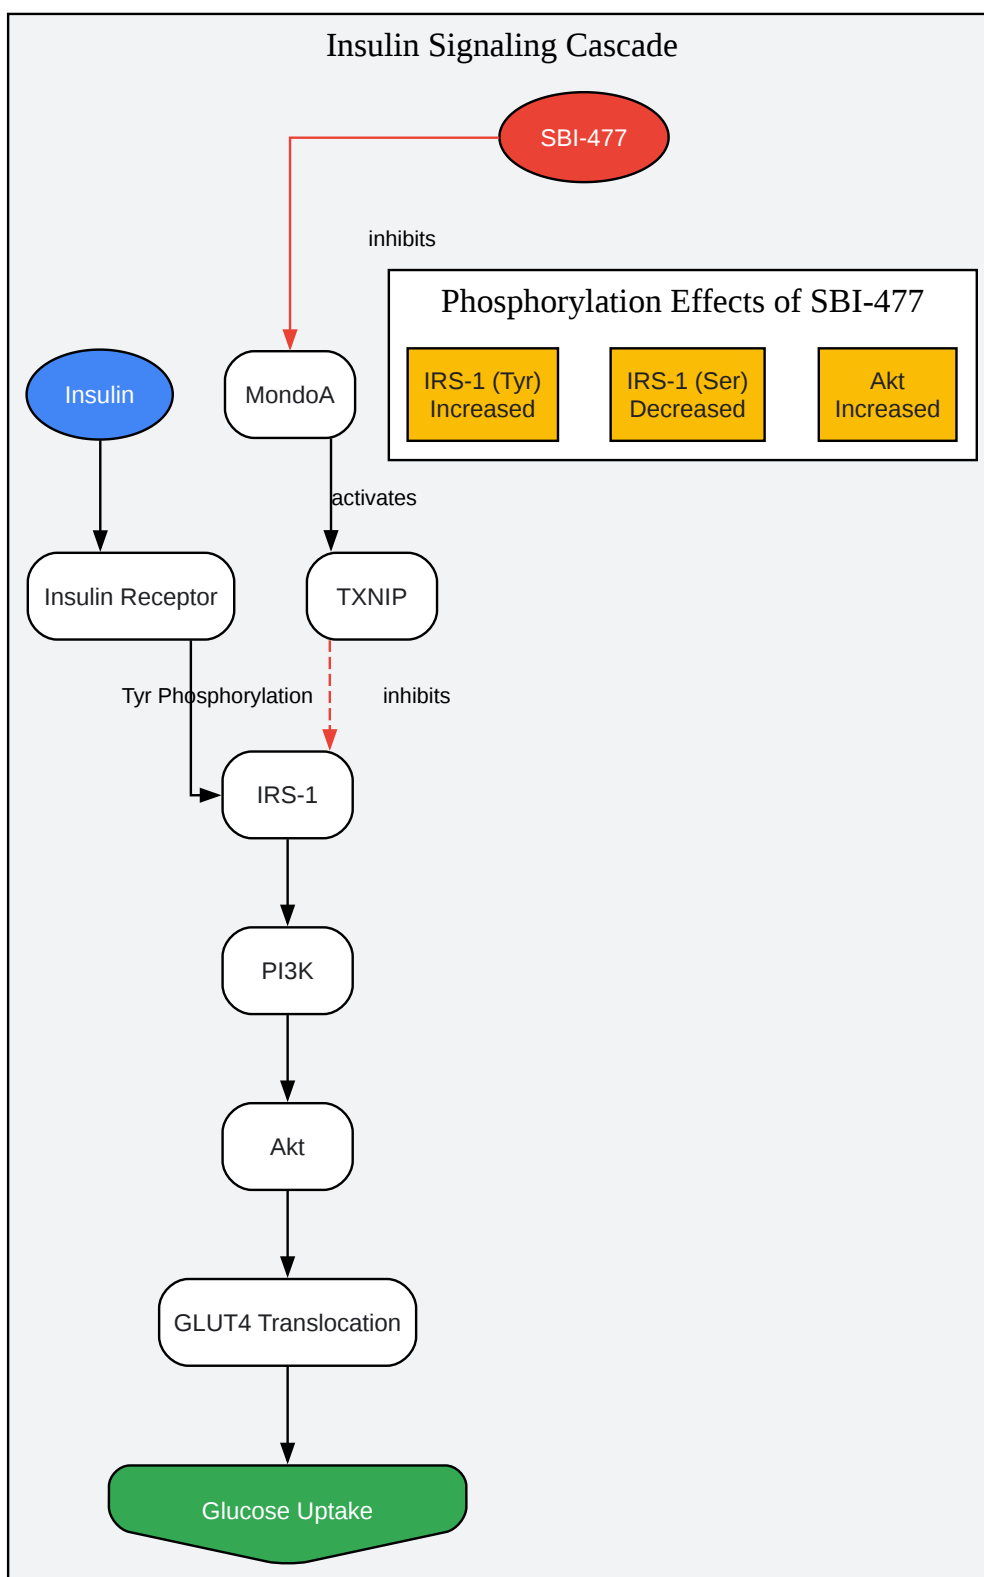 Insulin Signaling Cascade
SBI-477
inhibits
Phosphorylation Effects of SBI-477
IRS-1 (Tyr)
Increased
IRS-1 (Ser)
Decreased
Akt
Increased
Insulin
MondoA
activates
Insulin Receptor
TXNIP
Tyr Phosphorylation
inhibits
IRS-1
PI3K
Akt
GLUT4 Translocation
Glucose Uptake